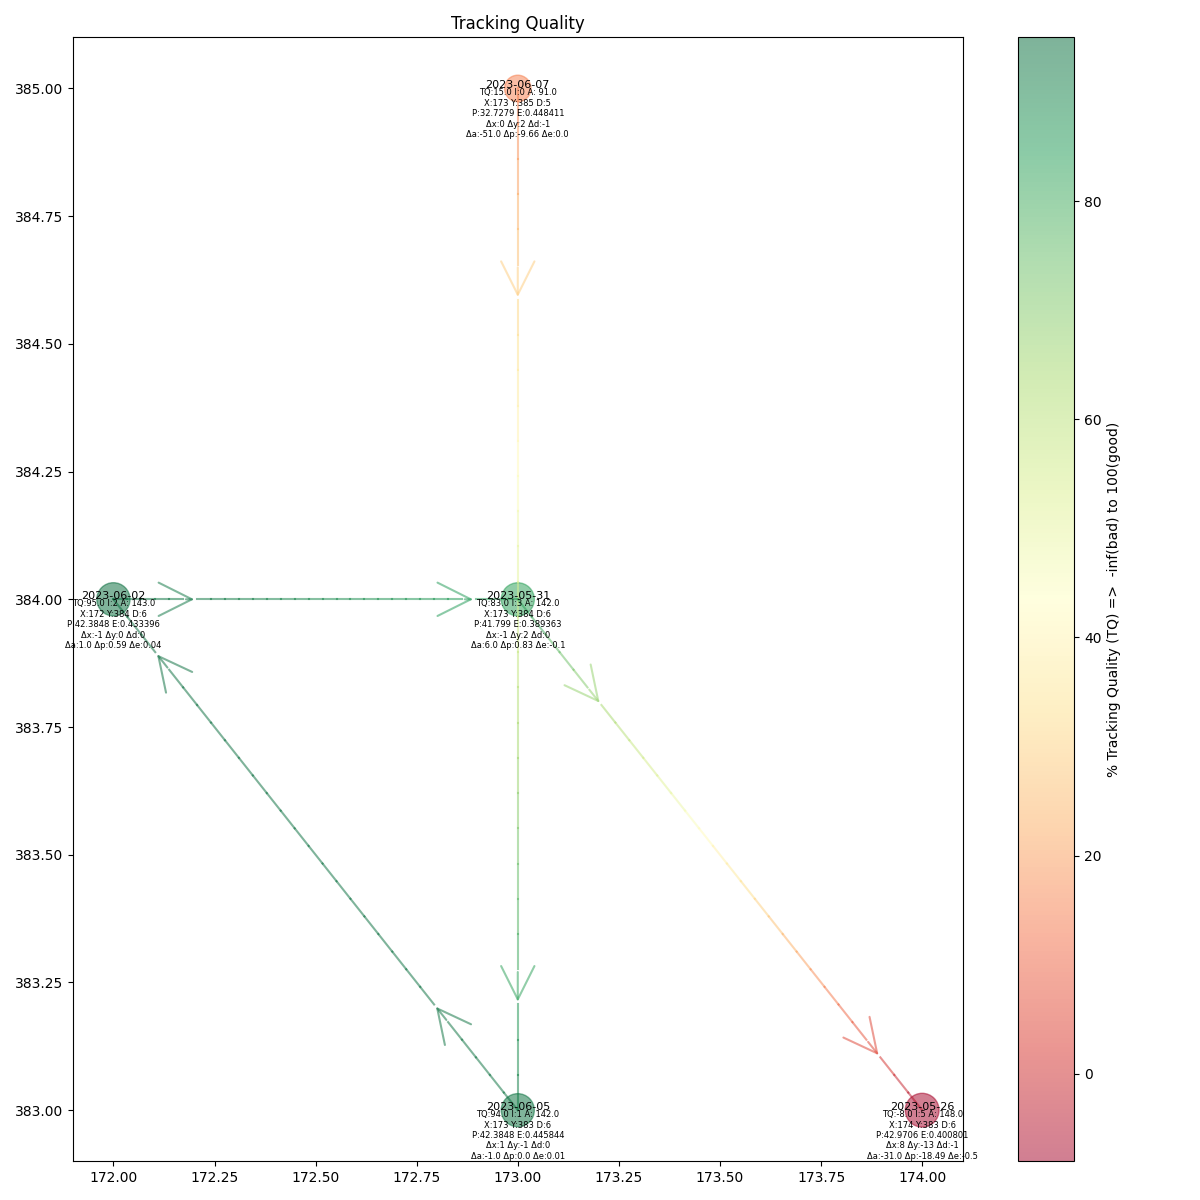 Tracking Quality
385.00
384.75
384.50
384.25
384.00
383.75
383.50
383.25
383.00
2023-06-07
TQ:15.0 I:0 A: 91.0
X:173 Y:385 D:5
P:32.7279 E:0.448411
Δx:0 Δy:2 Δd:-1
Δa:-51.0 Δp:-9.66 Δe:0.0
2023-06-02
TQ:95.0 I:2 A: 143.0
X:172 Y:384 D:6
P:42.3848 E:0.433396
Δx:-1 Δy:0 Δd:0
Δa:1.0 Δp:0.59 Δe:0.04
2023-05-31
TQ:83.0 I:3 A: 142.0
X:173 Y:384 D:6
P:41.799 E:0.389363
Δx:-1 Δy:2 Δd:0
Δa:6.0 Δp:0.83 Δe:-0.1
2023-06-05
TQ:94.0 I:1 A: 142.0
X:173 Y:383 D:6
P:42.3848 E:0.445844
Δx:1 Δy:-1 Δd:0
Δa:-1.0 Δp:0.0 Δe:0.01
2023-05-26
TQ:-8.0 I:5 A: 148.0
X:174 Y:383 D:6
P:42.9706 E:0.400801
Δx:8 Δy:-13 Δd:-1
Δa:-31.0 Δp:-18.49 Δe:-0.5
172.00 172.25 172.50 172.75 173.00 173.25 173.50 173.75 174.00
80
60
40
20
0
% Tracking Quality (TQ) => -inf(bad) to 100(good)